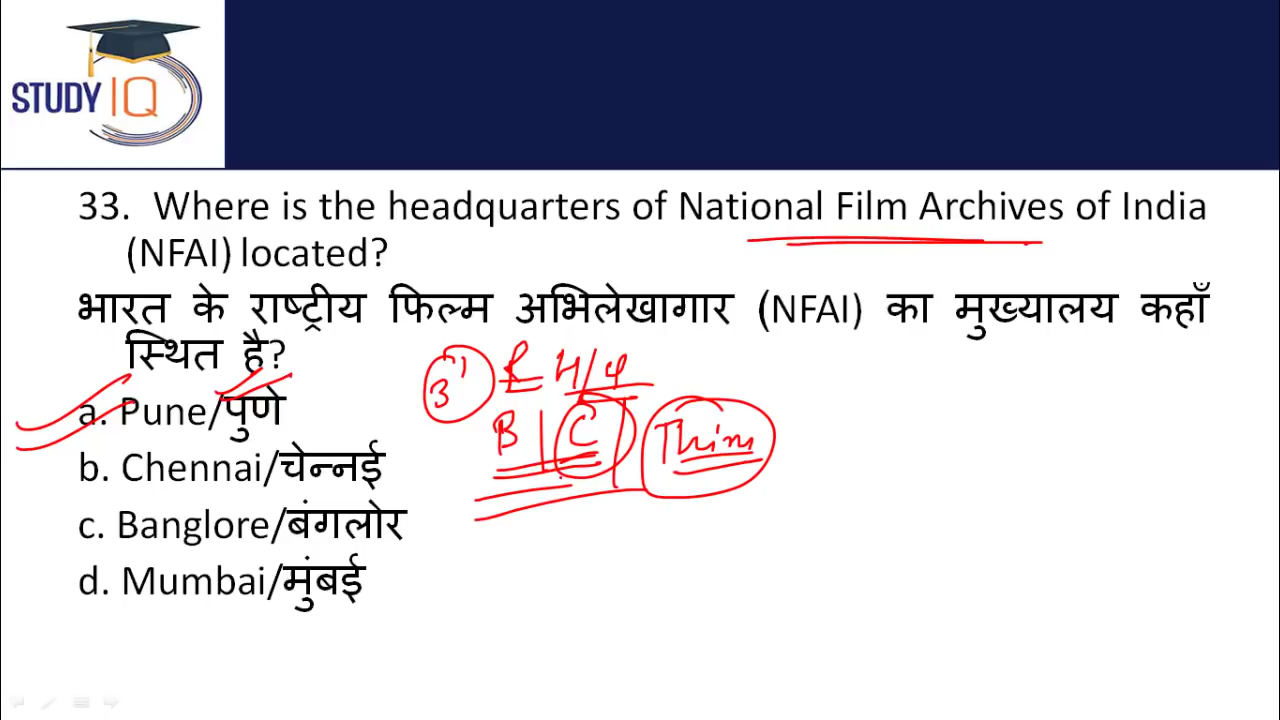 STUDY IQ
33. Where is the headquarters of National Film Archives of India
(NFAI) located?
भारत के राष्ट्रीय फिल्म अभिलेखागार (NFAI) का मुख्यालय कहाँ
स्थित है?
a. Pune/पुणे
b. Chennai/चेन्नई
c. Banglore/बंगलोर
d. Mumbai/मुंबई
3
B | C |